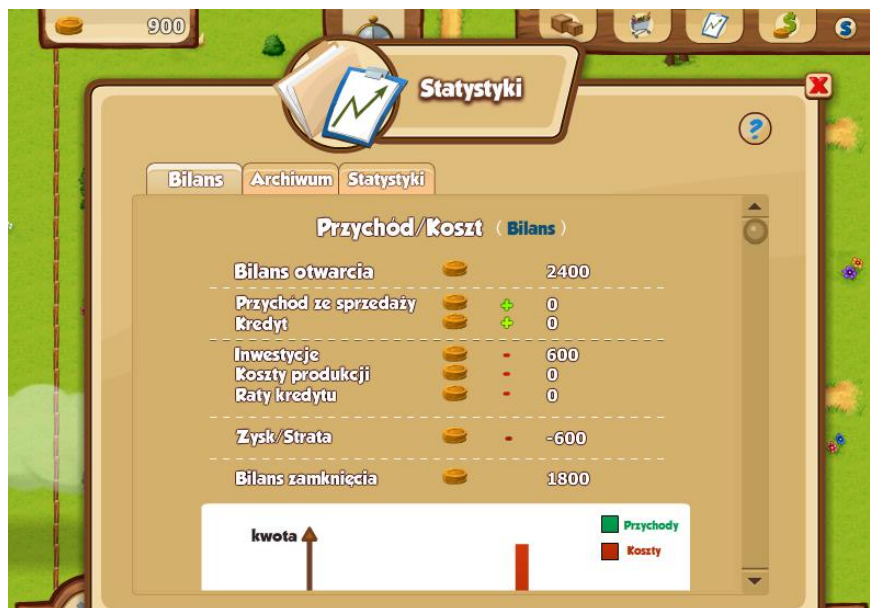 900
S
Statystyki
?
Bilans Archiwum Statystyki
Przychód/Koszt ( Bilans )
Bilans otwarcia 2400
Przychód ze sprzedaży + 0
Kredyt + 0
Inwestycje - 600
Koszty produkcji - 0
Raty kredytu - 0
Zysk/Strata - -600
Bilans zamknięcia 1800
kwota
Przychody
Koszty